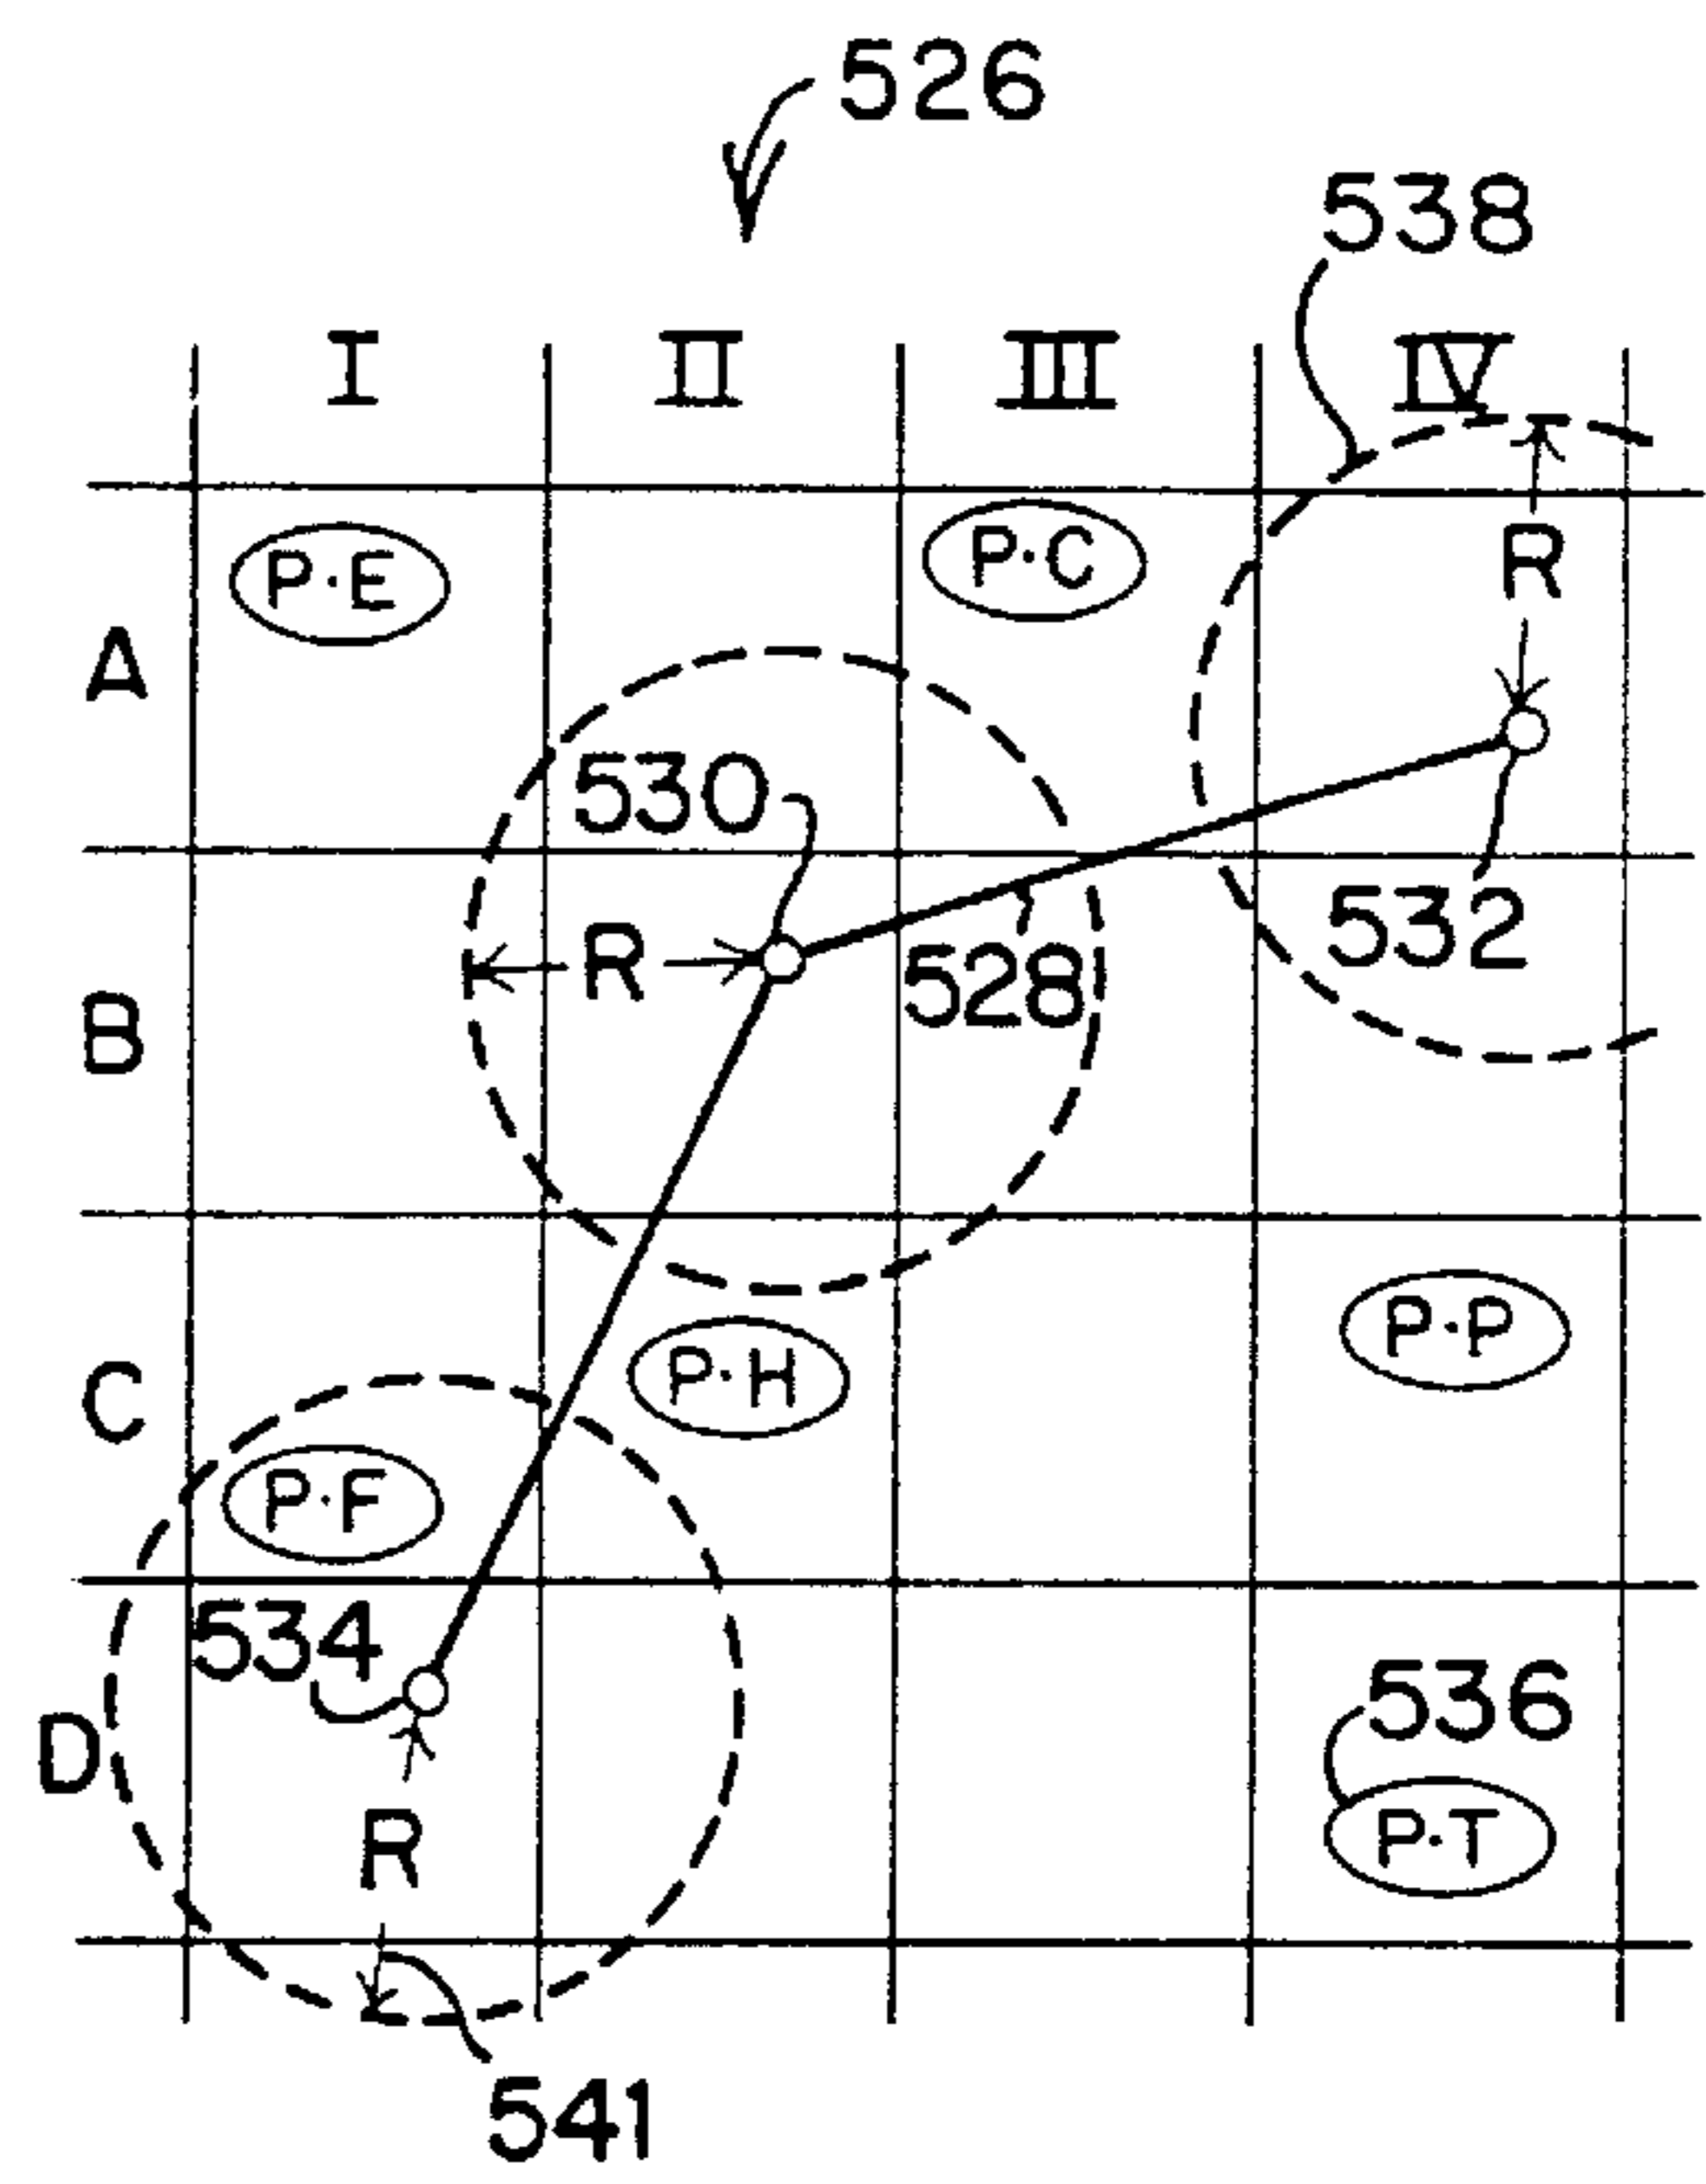 526
538
I II III IV
P·E
P·C
R
A
530
532
R
528
B
P·P
P·H
C
P·F
534
536
D
P·T
R
541